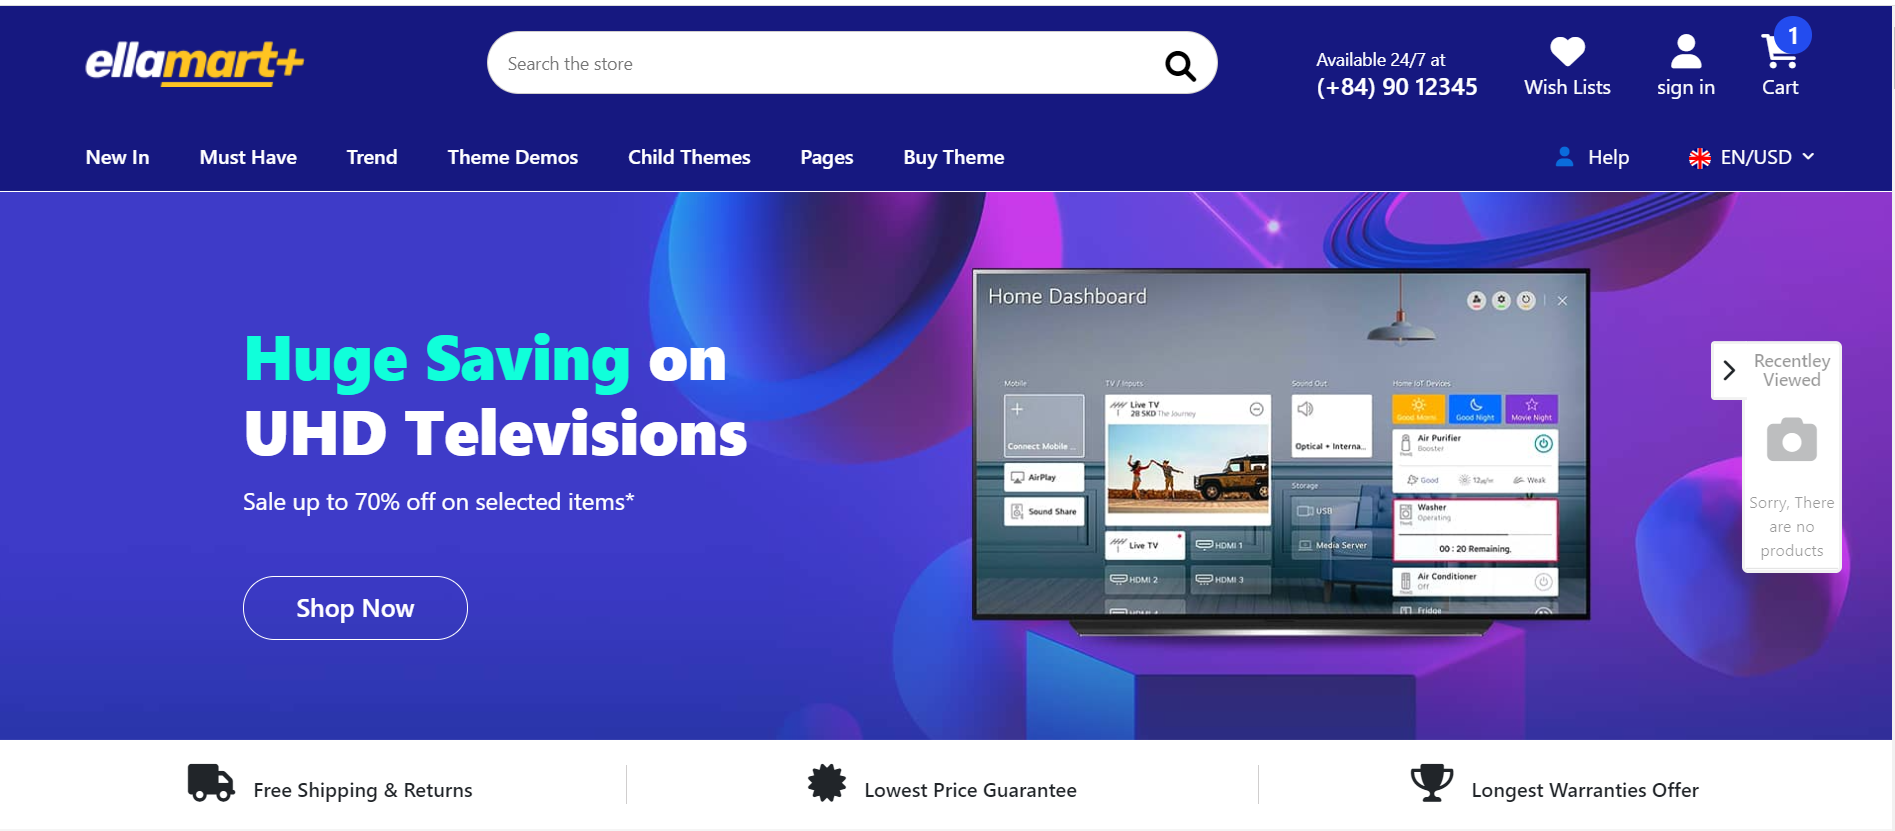 ellamart+
Search the store
Available 24/7 at
(+84) 90 12345
Wish Lists
sign in
1
Cart
New In
Must Have
Trend
Theme Demos
Child Themes
Pages
Buy Theme
Help
EN/USD
Huge Saving on
UHD Televisions
Sale up to 70% off on selected items*
Shop Now
Home Dashboard
Mobile
Connect Mobile ...
AirPlay
Sound Share
TV / Inputs
Live TV
28 SKD The Journey
Live TV
HDMI 1
HDMI 2
HDMI 3
HDMI 4
Sound Out
Optical + Interna...
Storage
USB
Media Server
Home IoT Devices
Good Morni...
Good Night
Movie Night
Air Purifier
Booster
Good
Weak
Washer
Operating
00 : 20 Remaining.
Air Conditioner
Off
Fridge
Recentley
Viewed
Sorry, There
are no
products
Free Shipping & Returns
Lowest Price Guarantee
Longest Warranties Offer